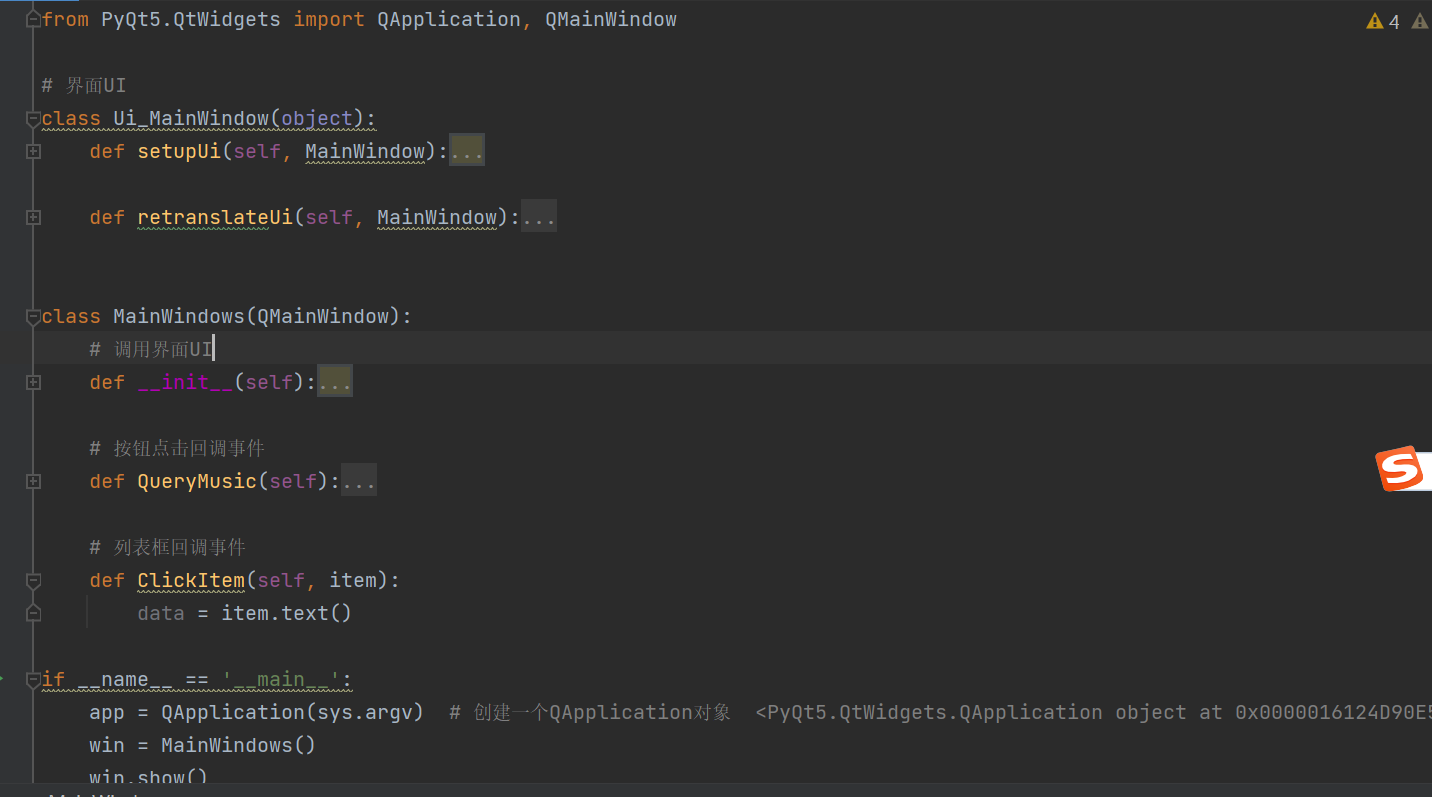 from PyQt5.QtWidgets import QApplication, QMainWindow
4
# 界面UI
class Ui_MainWindow(object):
def setupUi(self, MainWindow):...
def retranslateUi(self, MainWindow):...
class MainWindows(QMainWindow):
# 调用界面UI
def __init__(self):...
# 按钮点击回调事件
def QueryMusic(self):...
# 列表框回调事件
def ClickItem(self, item):
data = item.text()
if __name__ == '__main__':
app = QApplication(sys.argv)  # 创建一个QApplication对象  <PyQt5.QtWidgets.QApplication object at 0x0000016124D90E5
win = MainWindows()
win.show()